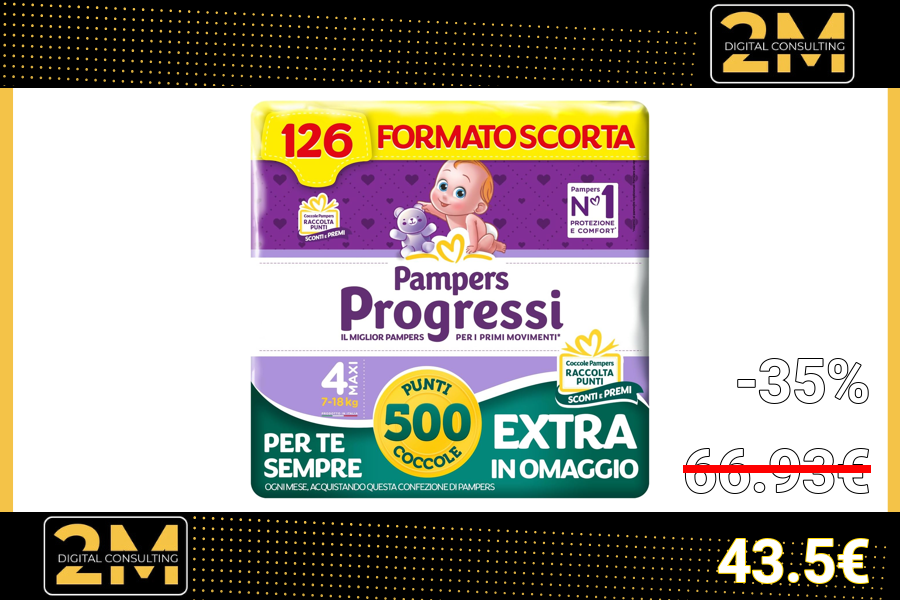 2M
DIGITAL CONSULTING
126 FORMATO SCORTA
Coccole Pampers
RACCOLTA
PUNTI
SCONTI E PREMI
Pampers
N°1
PROTEZIONE
E COMFORT
Pampers
Progressi
IL MIGLIOR PAMPERS PER I PRIMI MOVIMENTI*
4 MAXI
7-18 kg
Coccole Pampers
RACCOLTA
PUNTI
SCONTI E PREMI
PUNTI
500
COCCOLE
PER TE
SEMPRE
EXTRA
IN OMAGGIO
OGNI MESE, ACQUISTANDO QUESTA CONFEZIONE DI PAMPERS
-35%
66.93€
2M
DIGITAL CONSULTING
43.5€